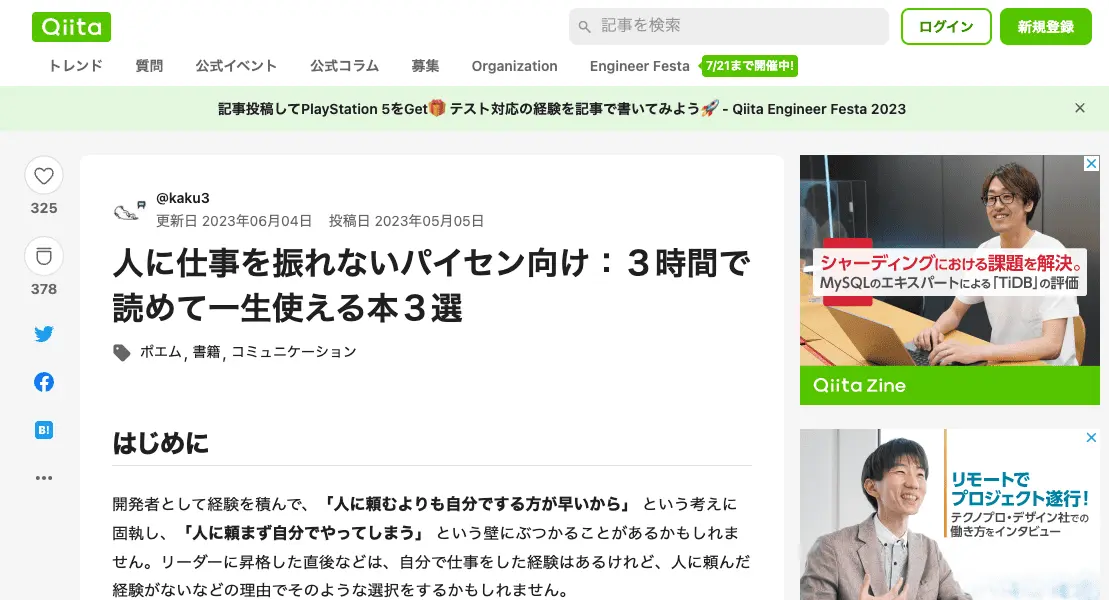 Qiita
記事を検索
ログイン
新規登録
トレンド 質問 公式イベント 公式コラム 募集 Organization Engineer Festa 7/21まで開催中!
記事投稿してPlayStation 5をGet🎁 テスト対応の経験を記事で書いてみよう🚀 - Qiita Engineer Festa 2023
325
378
B!
@kaku3
更新日 2023年06月04日 投稿日 2023年05月05日
人に仕事を振れないパイセン向け：３時間で
読めて一生使える本３選
ポエム, 書籍, コミュニケーション
はじめに
開発者として経験を積んで、「人に頼むよりも自分でする方が早いから」 という考えに
固執し、「人に頼まず自分でやってしまう」 という壁にぶつかることがあるかもしれま
せん。リーダーに昇格した直後などは、自分で仕事をした経験はあるけれど、人に頼んだ
経験がないなどの理由でそのような選択をするかもしれません。
シャーディングにおける課題を解決。
MySQLのエキスパートによる「TiDB」の評価
Qiita Zine
リモートで
プロジェクト遂行!
テクノプロ・デザイン社での
働き方をインタビュー